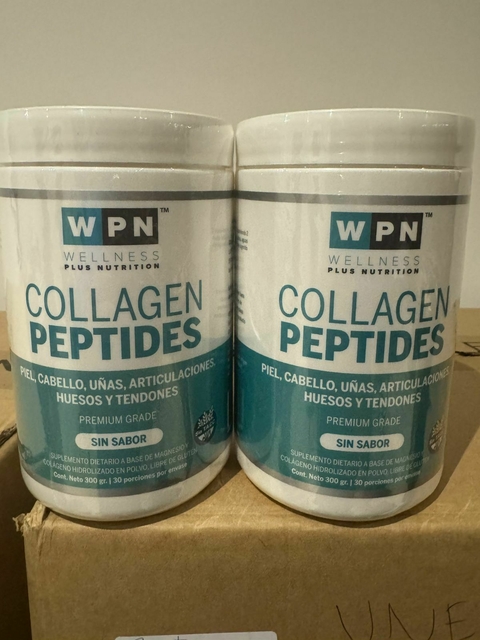 WPN™
WELLNESS
PLUS NUTRITION
COLLAGEN
PEPTIDES
PIEL, CABELLO, UÑAS, ARTICULACIONES,
HUESOS Y TENDONES
PREMIUM GRADE
SIN SABOR
SUPLEMENTO DIETARIO A BASE DE MAGNESIO Y
COLÁGENO HIDROLIZADO EN POLVO, LIBRE DE GLUTEN
Cont. Neto 300 gr. | 30 porciones por envase
WPN™
WELLNESS
PLUS NUTRITION
COLLAGEN
PEPTIDES
PIEL, CABELLO, UÑAS, ARTICULACIONES,
HUESOS Y TENDONES
PREMIUM GRADE
SIN SABOR
SUPLEMENTO DIETARIO A BASE DE MAGNESIO
COLÁGENO HIDROLIZADO EN POLVO, LIBRE DE GLUTEN
Cont. Neto 300 gr. | 30 porciones por envase
UNE